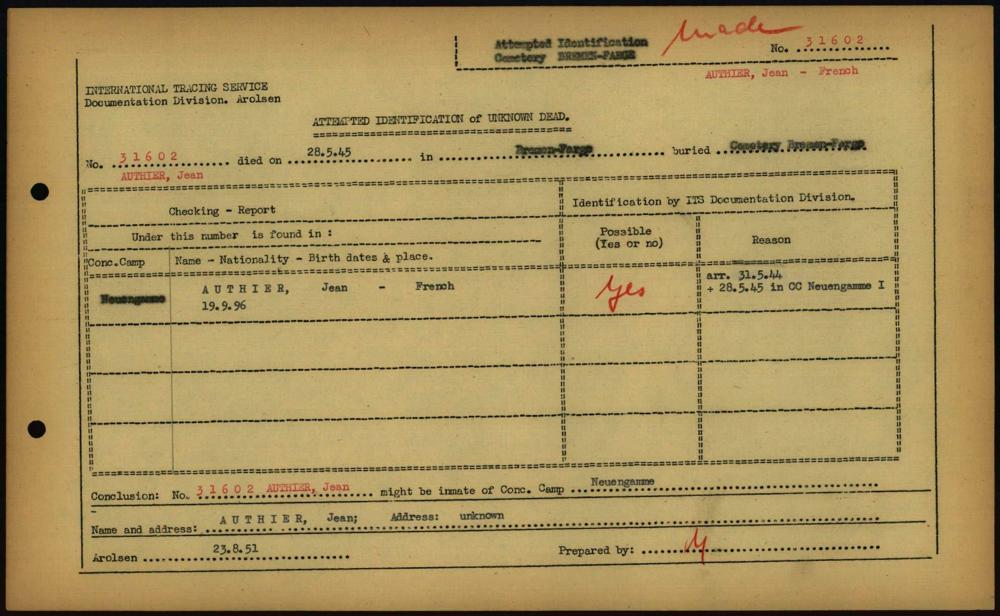 Attempted Identification
Cemetery BREMEN-FARGE
made
No. 31602
AUTHIER, Jean - French
INTERNATIONAL TRACING SERVICE
Documentation Division. Arolsen
ATTEMPTED IDENTIFICATION of UNKNOWN DEAD.
No. 31602 died on 28.5.45 in Bremen-Farge buried Cemetery Bremen-Farge
AUTHIER, Jean
Checking - Report
Identification by ITS Documentation Division.
Under this number is found in :
Possible
(Yes or no)
Reason
Conc.Camp Name - Nationality - Birth dates & place.
Neuengamme AUTHIER, Jean - French
19.9.96
Yes
arr. 31.5.44
+ 28.5.45 in CC Neuengamme I
Conclusion: No. 31602 AUTHIER, Jean might be inmate of Conc. Camp Neuengamme
Name and address: AUTHIER, Jean; Address: unknown
Arolsen 23.8.51 Prepared by: